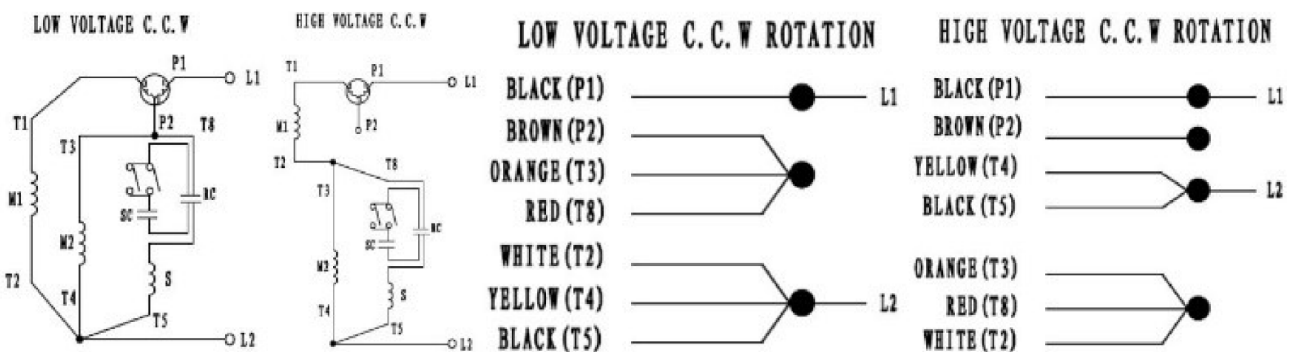 LOW VOLTAGE C.C.W
P1
L1
T1
P2
T8
T3
M1
SC
RC
M2
T2
S
T4
T5
L2
HIGH VOLTAGE C.C.W
T1
P1
L1
M1
P2
T2
T8
T3
SC
RC
M2
S
T4
T5
L2
LOW VOLTAGE C.C.W ROTATION
BLACK(P1)
L1
BROWN(P2)
ORANGE(T3)
RED(T8)
WHITE(T2)
YELLOW(T4)
L2
BLACK(T5)
HIGH VOLTAGE C.C.W ROTATION
BLACK(P1)
L1
BROWN(P2)
YELLOW(T4)
L2
BLACK(T5)
ORANGE(T3)
RED(T8)
WHITE(T2)